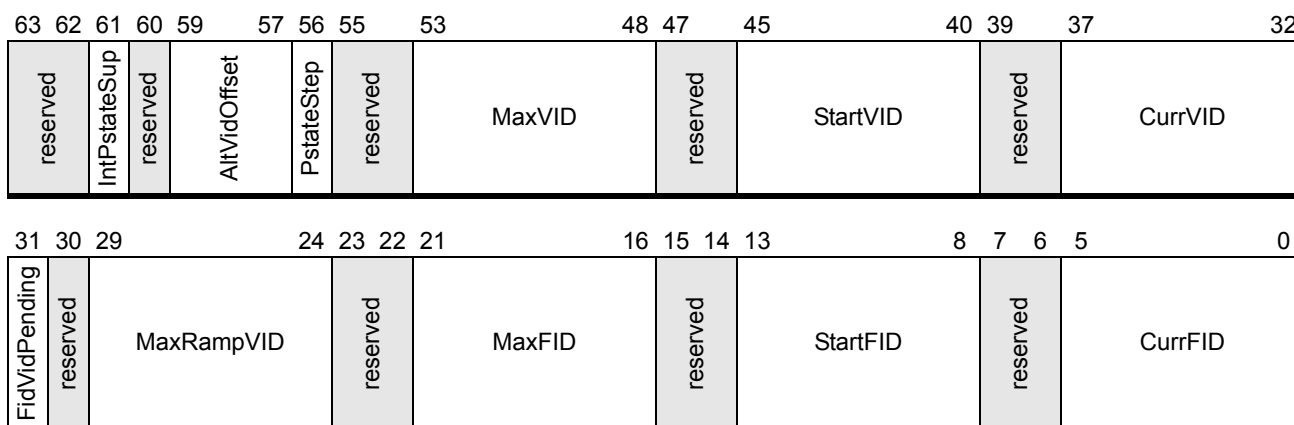 63 62 61 60 59 57 56 55 53 48 47 45 40 39 37 32
reserved IntPstateSup reserved AltVidOffset PstateStep reserved MaxVID reserved StartVID reserved CurrVID
31 30 29 24 23 22 21 16 15 14 13 8 7 6 5 0
FidVidPending reserved MaxRampVID reserved MaxFID reserved StartFID reserved CurrFID